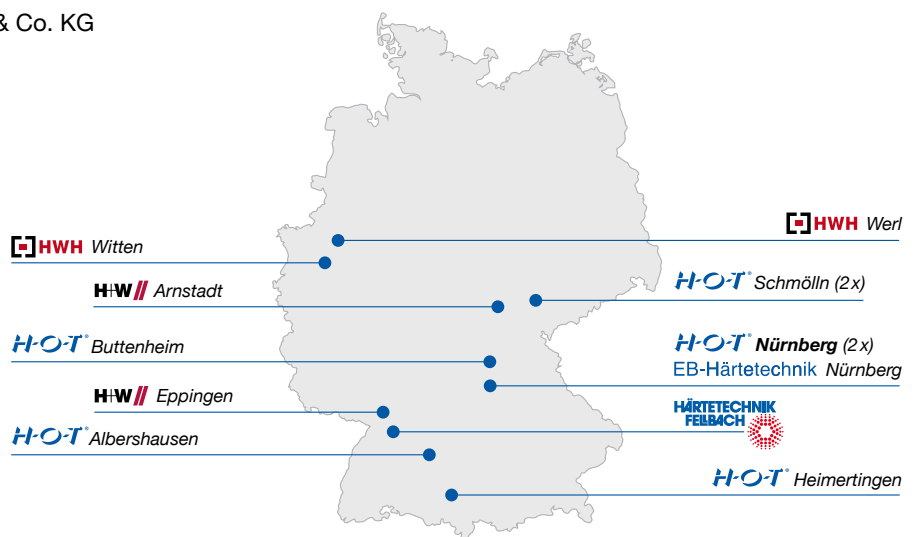 & Co. KG
HWH Werl
HWH Witten
H-O-T® Schmölln (2x)
H+W Arnstadt
H-O-T® Nürnberg (2x)
H-O-T® Buttenheim
EB-Härtetechnik Nürnberg
H+W Eppingen
HÄRTETECHNIK
FELLBACH
H-O-T® Albershausen
H-O-T® Heimertingen